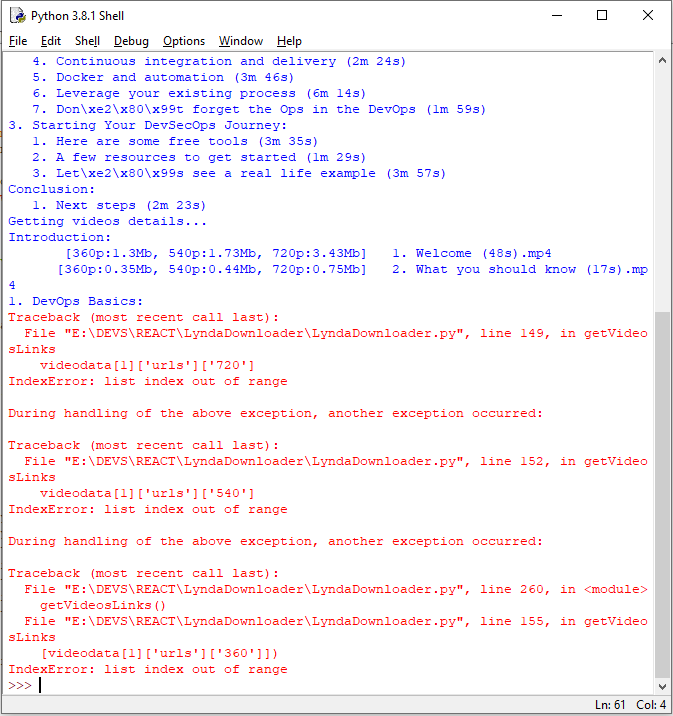 Python 3.8.1 Shell
File Edit Shell Debug Options Window Help
4. Continuous integration and delivery (2m 24s)
5. Docker and automation (3m 46s)
6. Leverage your existing process (6m 14s)
7. Don\xe2\x80\x99t forget the Ops in the DevOps (1m 59s)
3. Starting Your DevSecOps Journey:
1. Here are some free tools (3m 35s)
2. A few resources to get started (1m 29s)
3. Let\xe2\x80\x99s see a real life example (3m 57s)
Conclusion:
1. Next steps (2m 23s)
Getting videos details...
Introduction:
[360p:1.3Mb, 540p:1.73Mb, 720p:3.43Mb] 1. Welcome (48s).mp4
[360p:0.35Mb, 540p:0.44Mb, 720p:0.75Mb] 2. What you should know (17s).mp
4
1. DevOps Basics:
Traceback (most recent call last):
File "E:\DEVS\REACT\LyndaDownloader\LyndaDownloader.py", line 149, in getVideo
sLinks
videodata[1]['urls']['720']
IndexError: list index out of range
During handling of the above exception, another exception occurred:
Traceback (most recent call last):
File "E:\DEVS\REACT\LyndaDownloader\LyndaDownloader.py", line 152, in getVideo
sLinks
videodata[1]['urls']['540']
IndexError: list index out of range
During handling of the above exception, another exception occurred:
Traceback (most recent call last):
File "E:\DEVS\REACT\LyndaDownloader\LyndaDownloader.py", line 260, in <module>
getVideosLinks()
File "E:\DEVS\REACT\LyndaDownloader\LyndaDownloader.py", line 155, in getVideo
sLinks
[videodata[1]['urls']['360']])
IndexError: list index out of range
>>>
Ln: 61 Col: 4